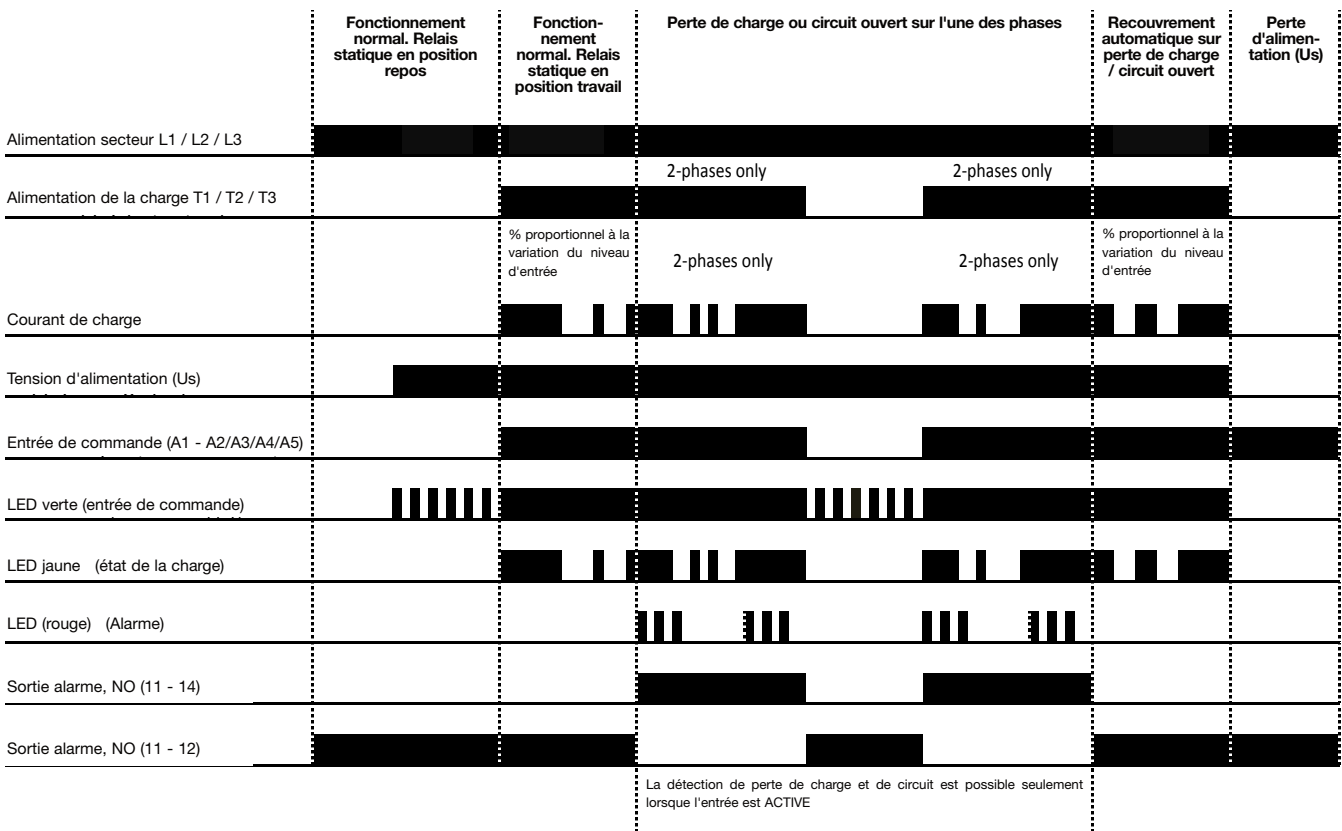 Fonctionnement
normal. Relais
statique en position
repos
Fonction-
nement
normal. Relais
statique en
position travail
Perte de charge ou circuit ouvert sur l'une des phases
Recouvrement
automatique sur
perte de charge
/ circuit ouvert
Perte
d'alimen-
tation (Us)
Alimentation secteur L1 / L2 / L3
2-phases only
2-phases only
Alimentation de la charge T1 / T2 / T3
% proportionnel à la
variation du niveau
d'entrée
2-phases only
2-phases only
% proportionnel à la
variation du niveau
d'entrée
Courant de charge
Tension d'alimentation (Us)
Entrée de commande (A1 - A2/A3/A4/A5)
LED verte (entrée de commande)
LED jaune (état de la charge)
LED (rouge) (Alarme)
Sortie alarme, NO (11 - 14)
Sortie alarme, NO (11 - 12)
La détection de perte de charge et de circuit est possible seulement
lorsque l'entrée est ACTIVE